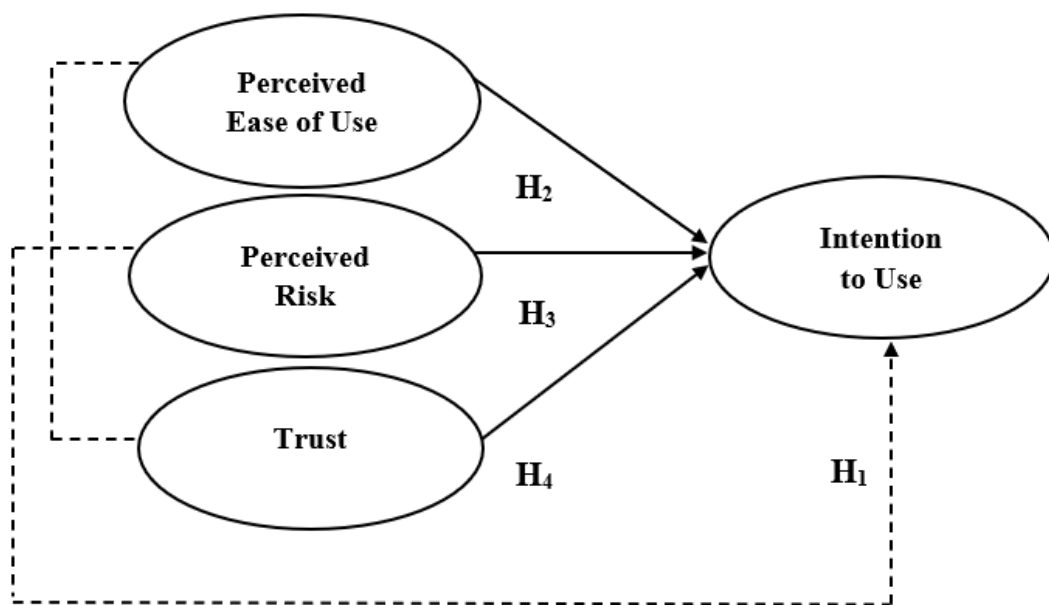 Perceived
Ease of Use
H₂
Perceived
Risk
Intention
to Use
H₃
Trust
H₄
H₁